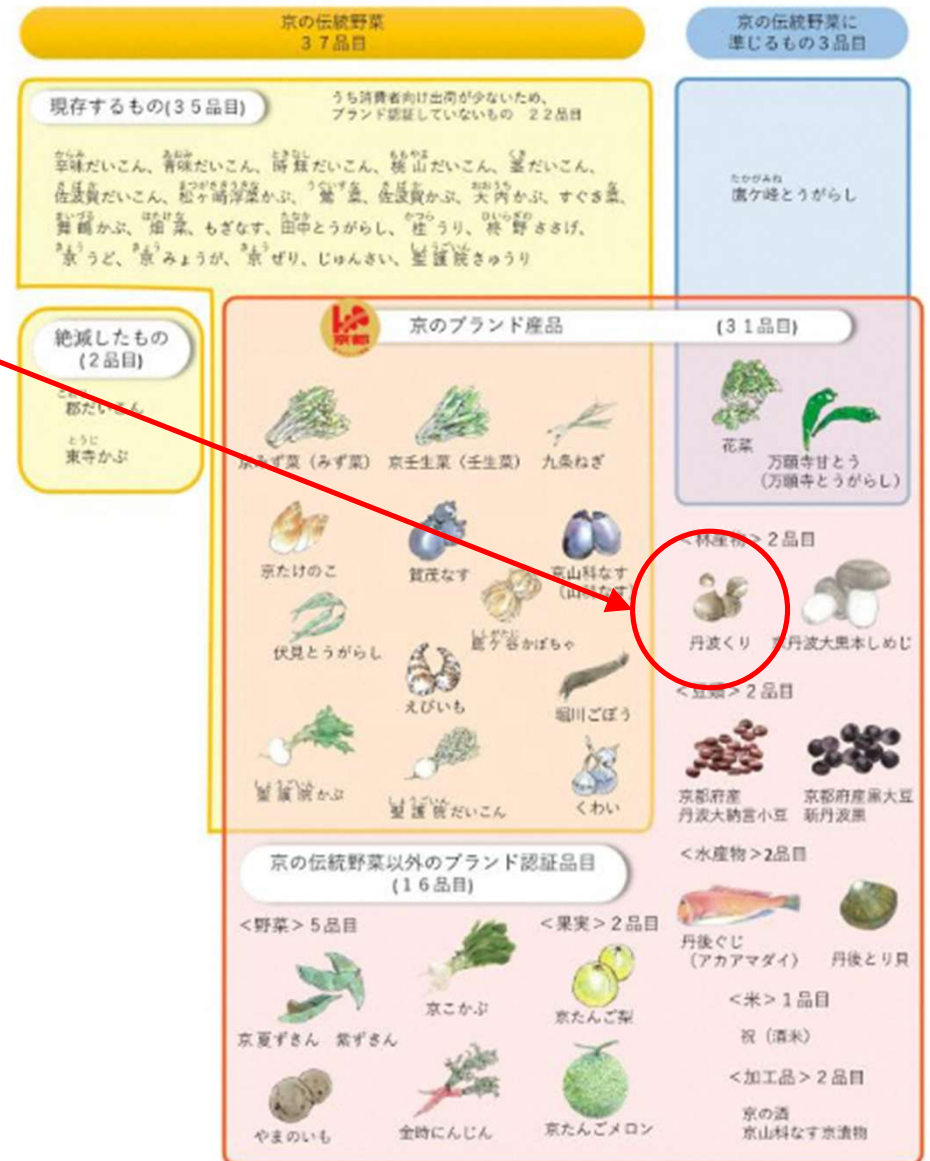 京の伝統野菜
37品目
京の伝統野菜に
準じるもの3品目
現存するもの(35品目)
うち消費者向け出荷が少ないため、
ブランド認証していないもの 22品目
辛味だいこん、青味だいこん、時無だいこん、桃山だいこん、茎だいこん、
佐波賀だいこん、松ヶ崎浮菜かぶ、鶯菜、佐波賀かぶ、大内かぶ、すぐき菜、
舞鶴かぶ、畑菜、もぎなす、田中とうがらし、桂うり、柊野ささげ、
京うど、京みょうが、京ぜり、じゅんさい、聖護院きゅうり
たかがみね
鷹ケ峰とうがらし
絶滅したもの
(2品目)
郡だいこん
とうじ
東寺かぶ
京都
京のブランド産品 (31品目)
京みず菜(みず菜) 京壬生菜(壬生菜) 九条ねぎ
花菜
万願寺甘とう
(万願寺とうがらし)
京たけのこ
賀茂なす
京山科なす
(山科なす)
伏見とうがらし
鹿ケ谷かぼちゃ
えびいも
堀川ごぼう
聖護院かぶ
聖護院だいこん
くわい
<林産物>2品目
丹波くり
京丹波大黒本しめじ
<豆類>2品目
京都府産
丹波大納言小豆
京都府産黒大豆
新丹波黒
<水産物>2品目
丹後ぐじ
(アカアマダイ)
丹後とり貝
<米>1品目
祝(酒米)
<加工品>2品目
京の酒
京山科なす京漬物
京の伝統野菜以外のブランド認証品目
(16品目)
<野菜>5品目
<果実>2品目
京夏ずきん 紫ずきん
京こかぶ
京たんご梨
やまのいも
金時にんじん
京たんごメロン